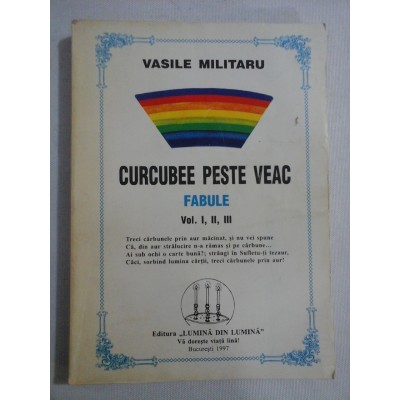 VASILE MILITARU
CURCUBEE PESTE VEAC
FABULE
Vol. I, II, III
Treci cărbunele prin aur măcinat, și nu vei spune
Că, din aur strălucire n-a rămas și pe cărbune...
Ai sub ochi o carte bună?; strângi în Sufletu-ți tezaur,
Căci, sorbind lumina cărții, treci cărbunele prin aur!
Editura „LUMINĂ DIN LUMINĂ”
Vă dorește viață lină!
București 1997